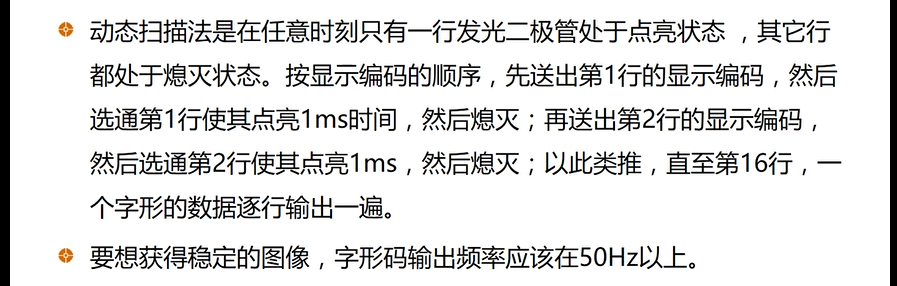 动态扫描法是在任意时刻只有一行发光二极管处于点亮状态 ，其它行
都处于熄灭状态。按显示编码的顺序，先送出第1行的显示编码，然后
选通第1行使其点亮1ms时间，然后熄灭；再送出第2行的显示编码，
然后选通第2行使其点亮1ms，然后熄灭；以此类推，直至第16行，一
个字形的数据逐行输出一遍。
要想获得稳定的图像，字形码输出频率应该在50Hz以上。